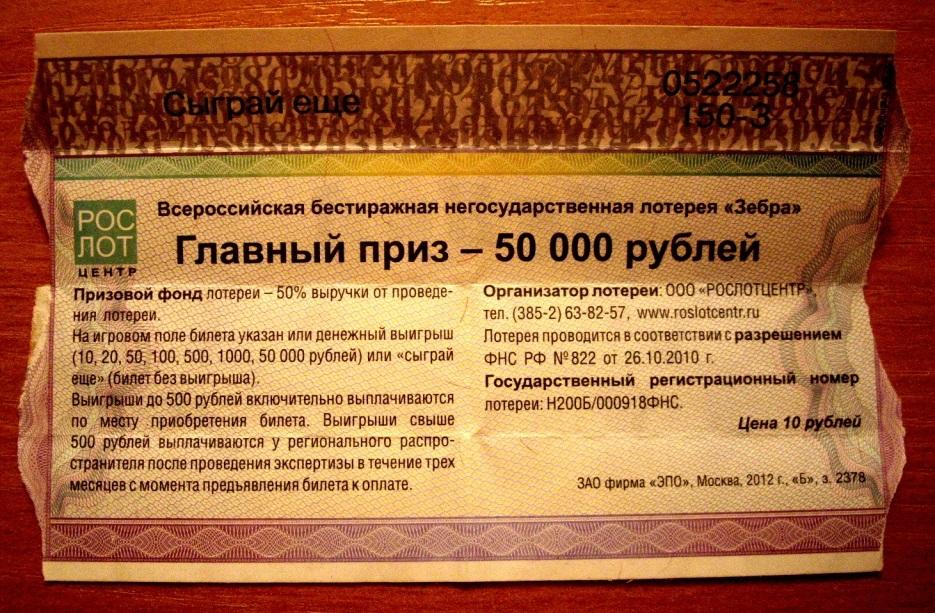 Сыграй еще
0522258
150-3
РОС
ЛОТ
ЦЕНТР
Всероссийская бестиражная негосударственная лотерея «Зебра»
Главный приз – 50 000 рублей
Призовой фонд лотереи – 50% выручки от проведе-
ния лотереи.
На игровом поле билета указан или денежный выигрыш
(10, 20, 50, 100, 500, 1000, 50 000 рублей) или «сыграй
еще» (билет без выигрыша).
Выигрыши до 500 рублей включительно выплачиваются
по месту приобретения билета. Выигрыши свыше
500 рублей выплачиваются у регионального распро-
странителя после проведения экспертизы в течение трех
месяцев с момента предъявления билета к оплате.
Организатор лотереи: ООО «РОСЛОТЦЕНТР»,
тел. (385-2) 63-82-57, www.roslotcentr.ru
Лотерея проводится в соответствии с разрешением
ФНС РФ №822 от 26.10.2010 г.
Государственный регистрационный номер
лотереи: Н200Б/000918ФНС.
Цена 10 рублей
ЗАО фирма «ЭПО», Москва, 2012 г., «Б», з. 2378